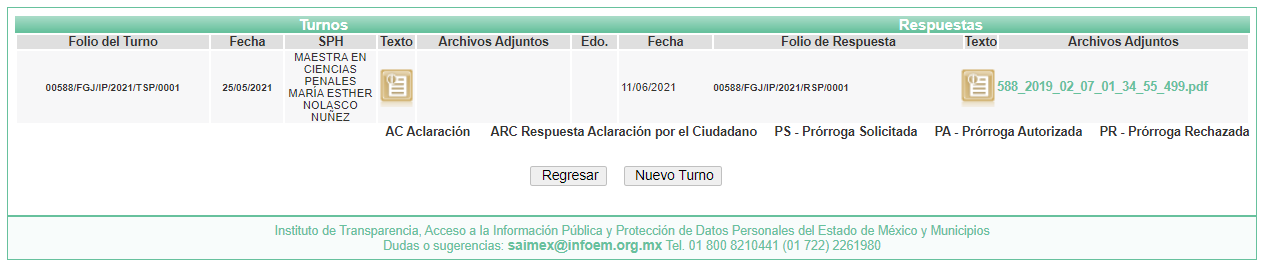 Turnos Respuestas
Folio del Turno Fecha SPH Texto Archivos Adjuntos Edo. Fecha Folio de Respuesta Texto Archivos Adjuntos
00588/FGJ/IP/2021/TSP/0001 25/05/2021
MAESTRA EN
CIENCIAS
PENALES
MARÍA ESTHER
NOLASCO
NUÑEZ
11/06/2021 00588/FGJ/IP/2021/RSP/0001 588_2019_02_07_01_34_55_499.pdf
AC Aclaración ARC Respuesta Aclaración por el Ciudadano PS - Prórroga Solicitada PA - Prórroga Autorizada PR - Prórroga Rechazada
Regresar Nuevo Turno
Instituto de Transparencia, Acceso a la Información Pública y Protección de Datos Personales del Estado de México y Municipios
Dudas o sugerencias: saimex@infoem.org.mx Tel. 01 800 8210441 (01 722) 2261980